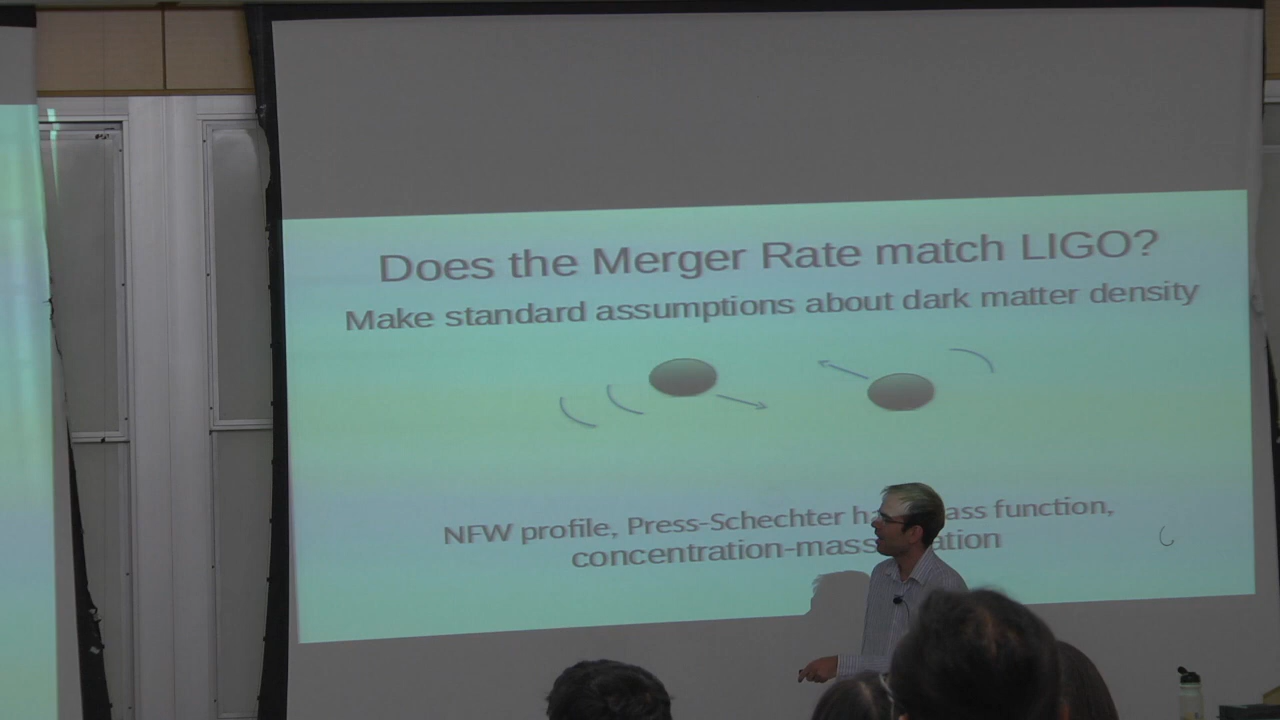 Does the Merger Rate match LIGO?
Make standard assumptions about dark matter density
NFW profile, Press-Schechter function,
concentration-mass